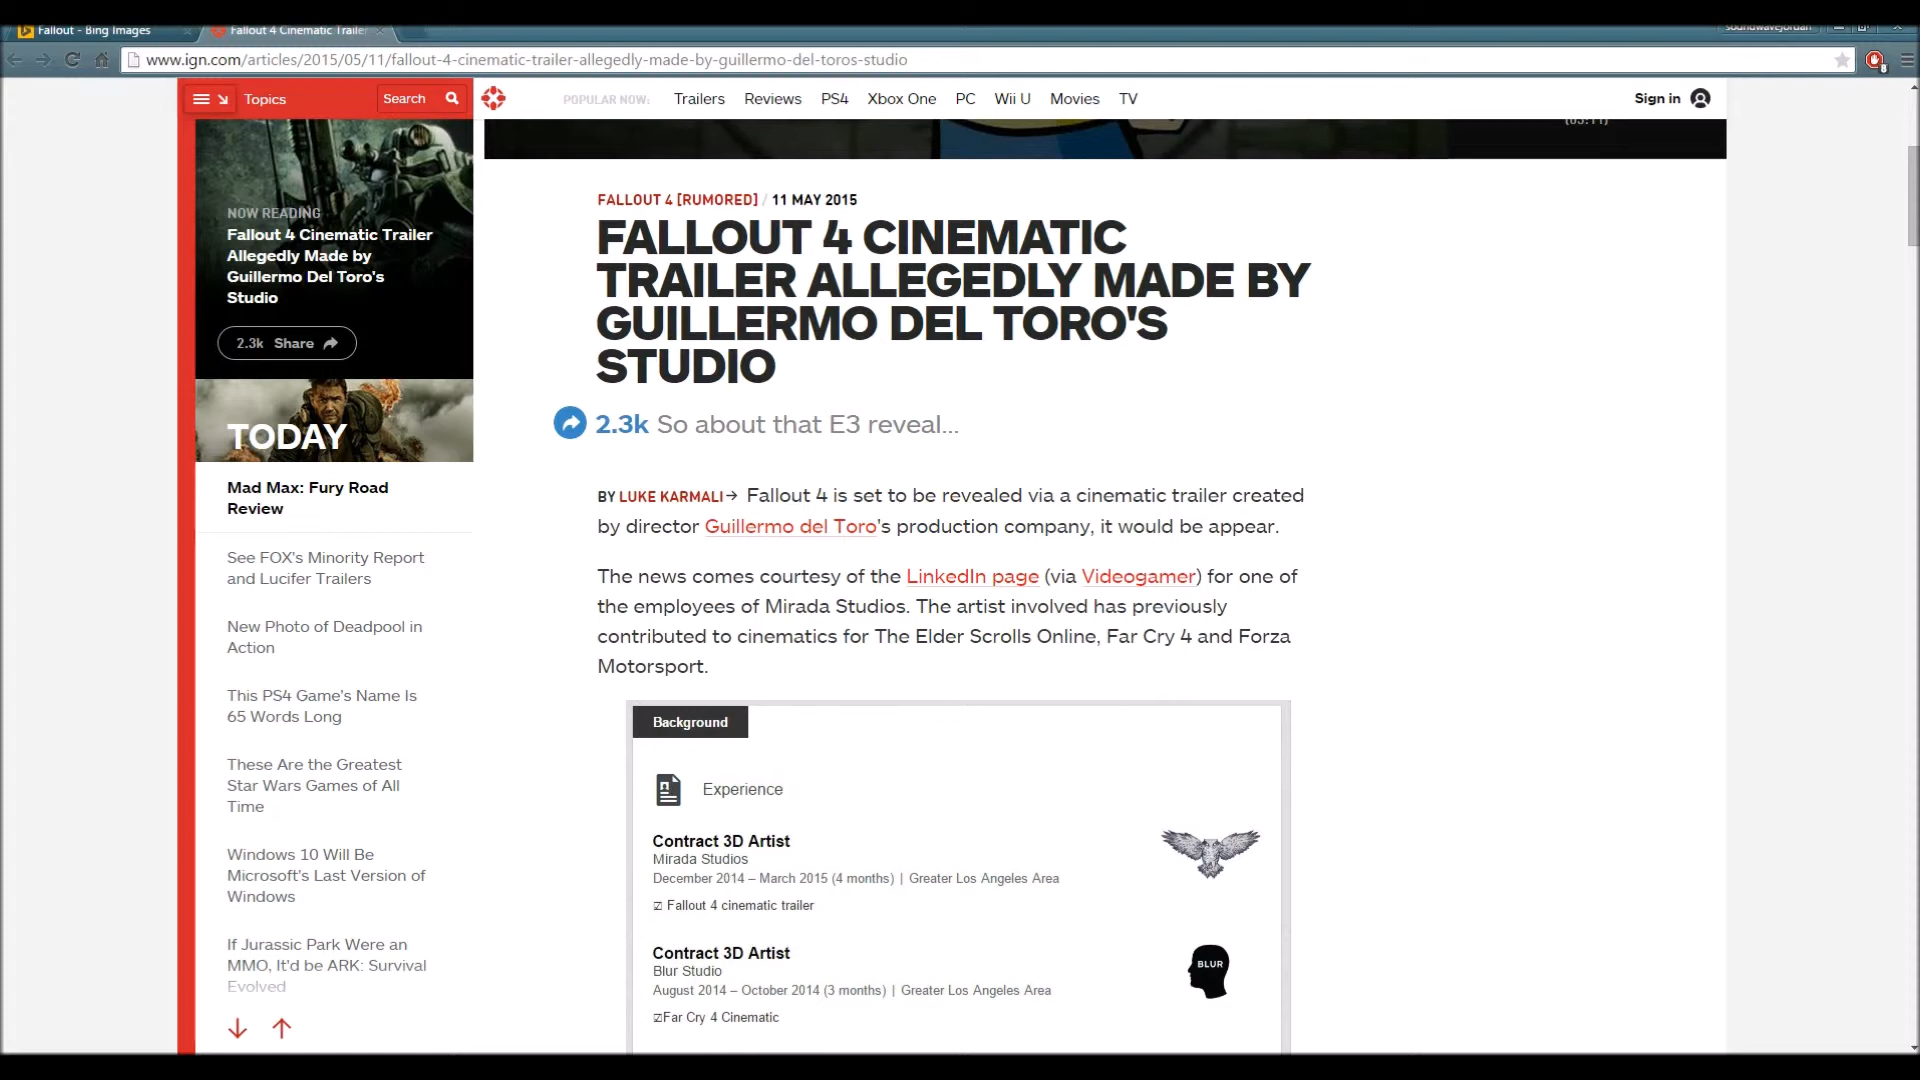 Fallout - Bing Images
Fallout 4 Cinematic Trailer
soundwavejordan
www.ign.com/articles/2015/05/11/fallout-4-cinematic-trailer-allegedly-made-by-guillermo-del-toros-studio
Topics
Search
POPULAR NOW:
Trailers
Reviews
PS4
Xbox One
PC
Wii U
Movies
TV
Sign in
NOW READING
Fallout 4 Cinematic Trailer
Allegedly Made by
Guillermo Del Toro's
Studio
2.3k Share
TODAY
Mad Max: Fury Road
Review
See FOX's Minority Report
and Lucifer Trailers
New Photo of Deadpool in
Action
This PS4 Game's Name Is
65 Words Long
These Are the Greatest
Star Wars Games of All
Time
Windows 10 Will Be
Microsoft's Last Version of
Windows
If Jurassic Park Were an
MMO, It'd be ARK: Survival
Evolved
FALLOUT 4 [RUMORED] / 11 MAY 2015
FALLOUT 4 CINEMATIC
TRAILER ALLEGEDLY MADE BY
GUILLERMO DEL TORO'S
STUDIO
2.3k So about that E3 reveal...
BY LUKE KARMALI Fallout 4 is set to be revealed via a cinematic trailer created
by director Guillermo del Toro's production company, it would be appear.
The news comes courtesy of the LinkedIn page (via Videogamer) for one of
the employees of Mirada Studios. The artist involved has previously
contributed to cinematics for The Elder Scrolls Online, Far Cry 4 and Forza
Motorsport.
Background
Experience
Contract 3D Artist
Mirada Studios
December 2014 – March 2015 (4 months) | Greater Los Angeles Area
☑ Fallout 4 cinematic trailer
Contract 3D Artist
Blur Studio
August 2014 – October 2014 (3 months) | Greater Los Angeles Area
☑Far Cry 4 Cinematic
BLUR